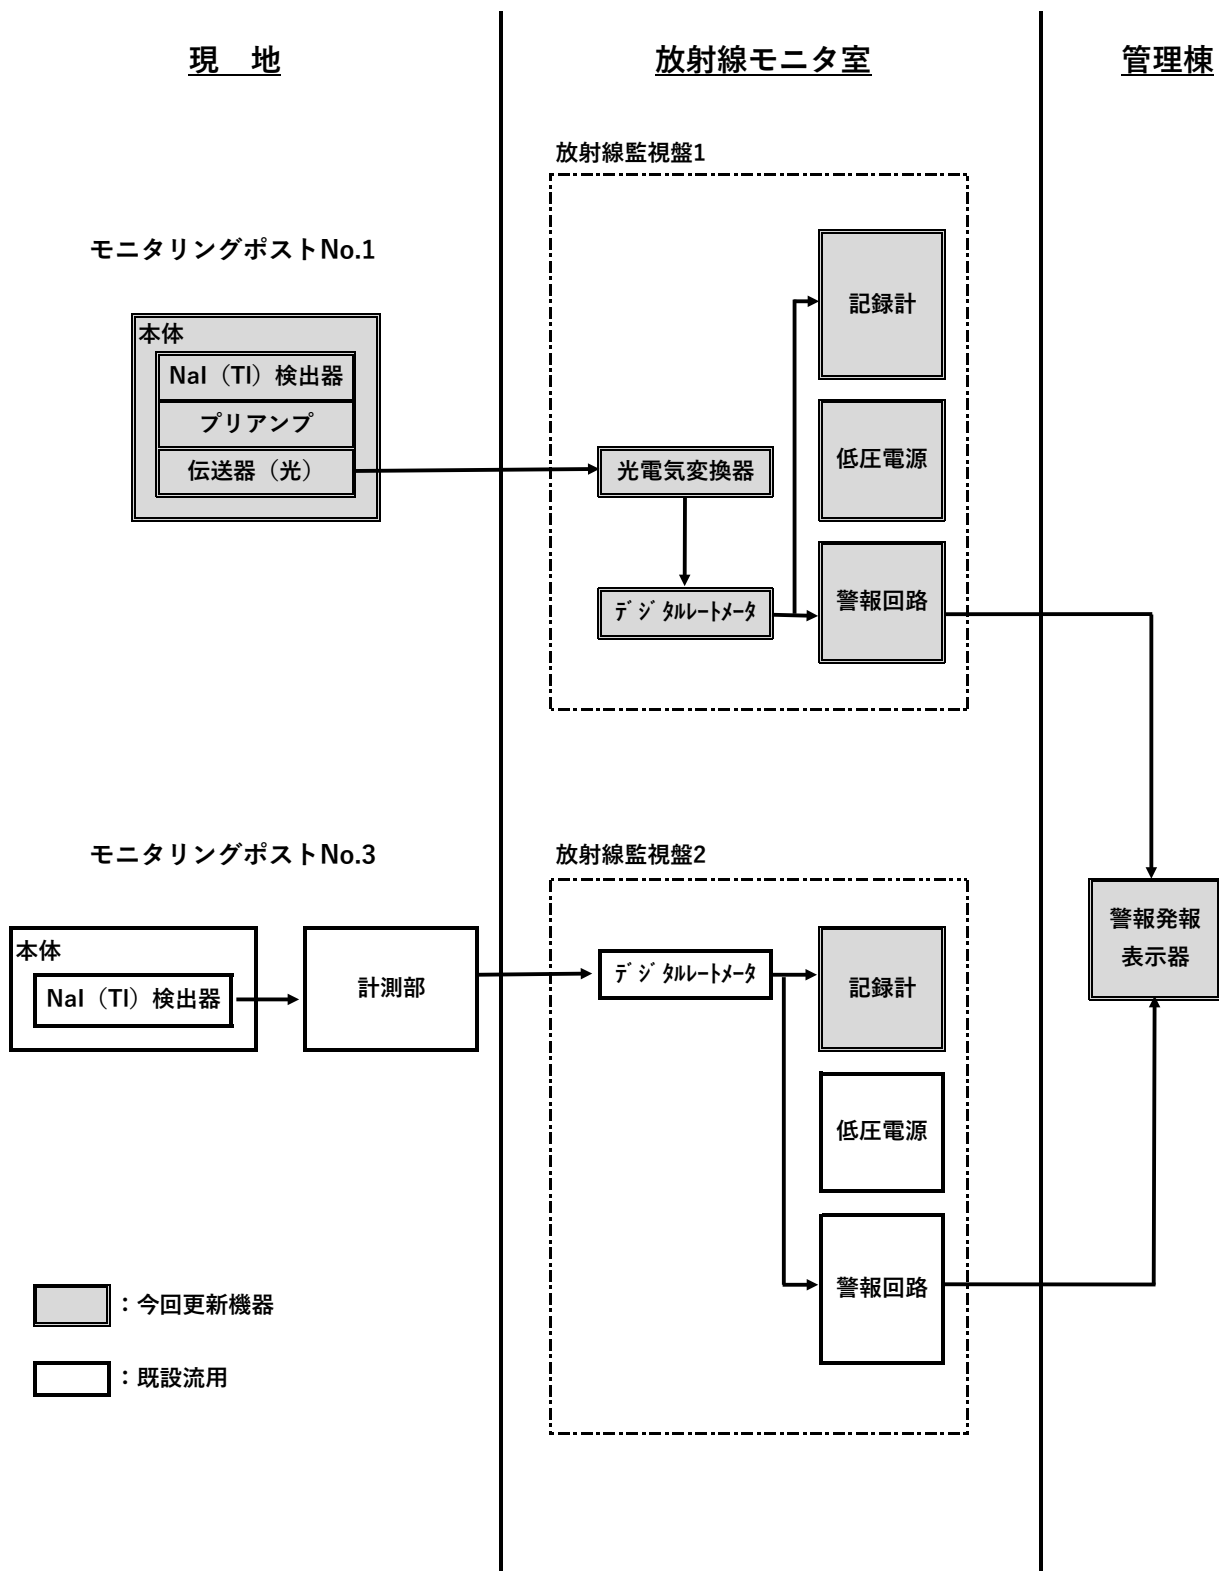 現　地
放射線モニタ室
管理棟
放射線監視盤1
モニタリングポストNo.1
本体
NaI（Tl）検出器
プリアンプ
伝送器（光）
光電気変換器
ﾃﾞｼﾞﾀﾙﾚｰﾄﾒｰﾀ
記録計
低圧電源
警報回路
モニタリングポストNo.3
本体
NaI（Tl）検出器
計測部
放射線監視盤2
ﾃﾞｼﾞﾀﾙﾚｰﾄﾒｰﾀ
記録計
低圧電源
警報回路
警報発報
表示器
：今回更新機器
：既設流用